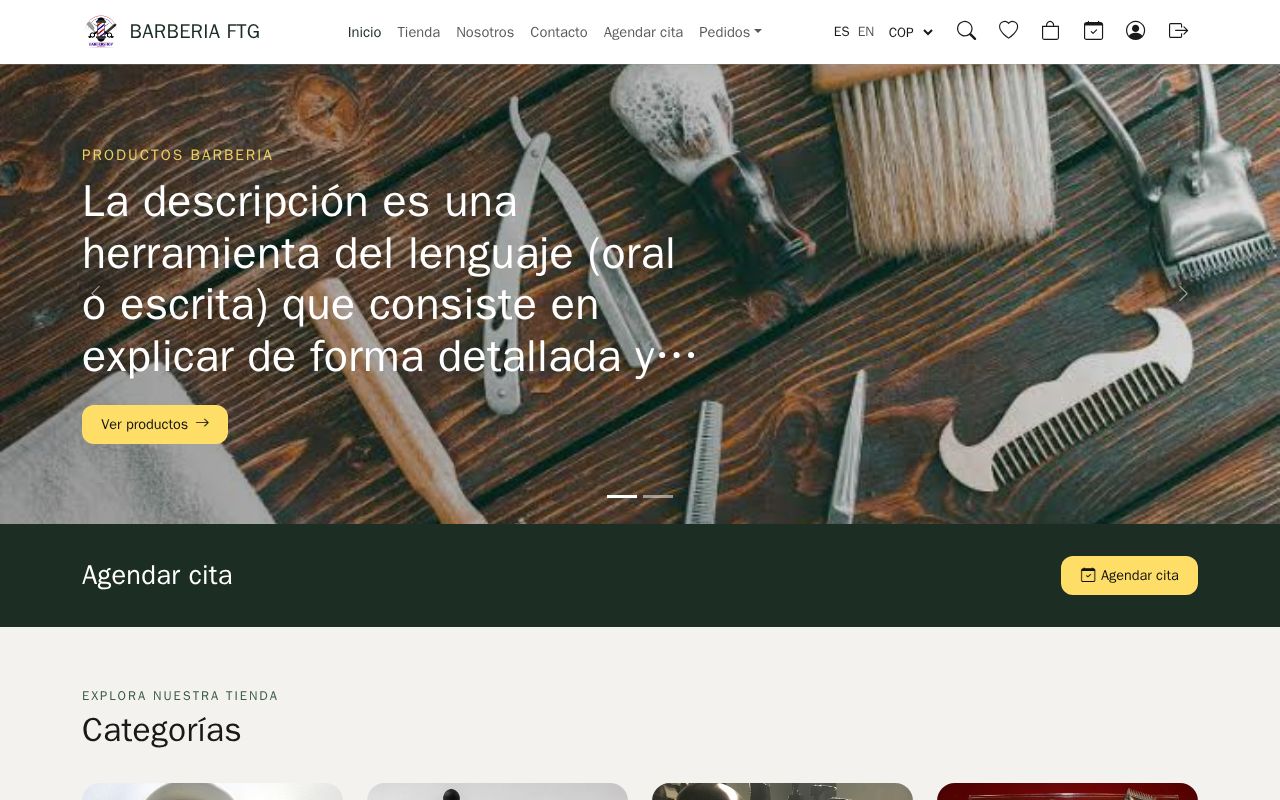 BARBERIA FTG
Inicio Tienda Nosotros Contacto Agendar cita Pedidos
ES EN COP
PRODUCTOS BARBERIA
La descripción es una
herramienta del lenguaje (oral
o escrita) que consiste en
explicar de forma detallada y…
Ver productos
Agendar cita
Agendar cita
EXPLORA NUESTRA TIENDA
Categorías